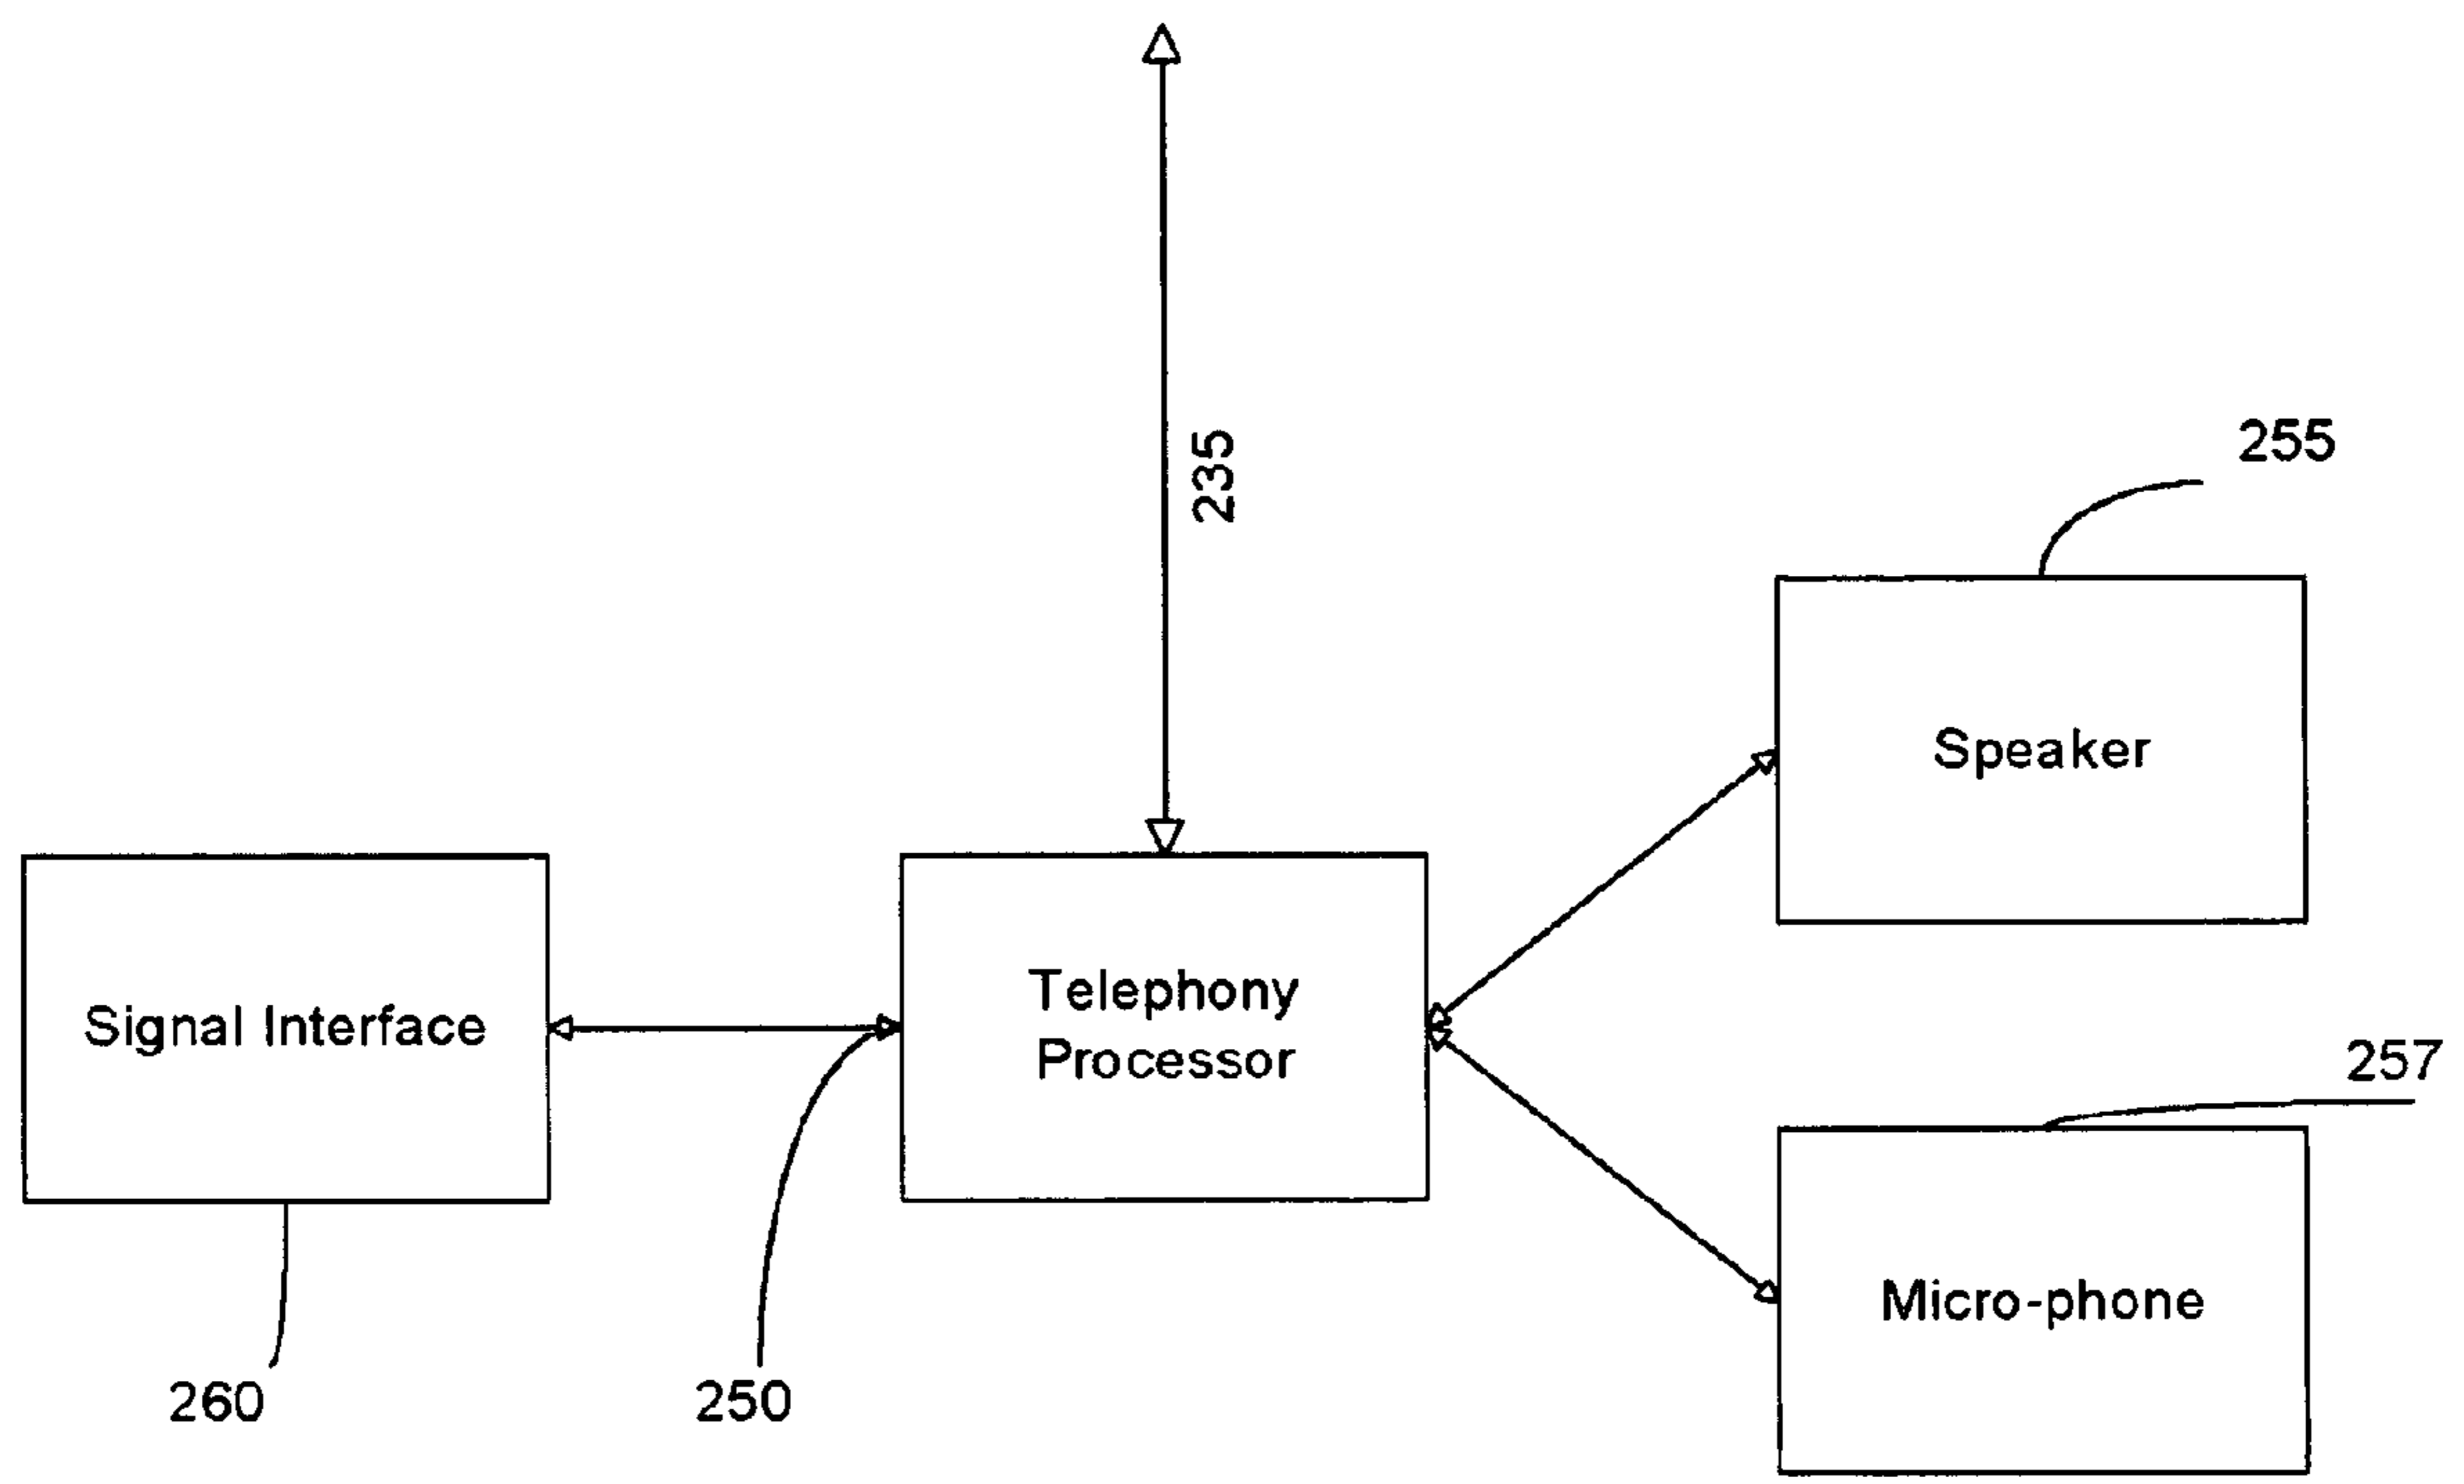 235
255
Speaker
Telephony
Processor
Signal Interface
257
Micro-phone
260
250